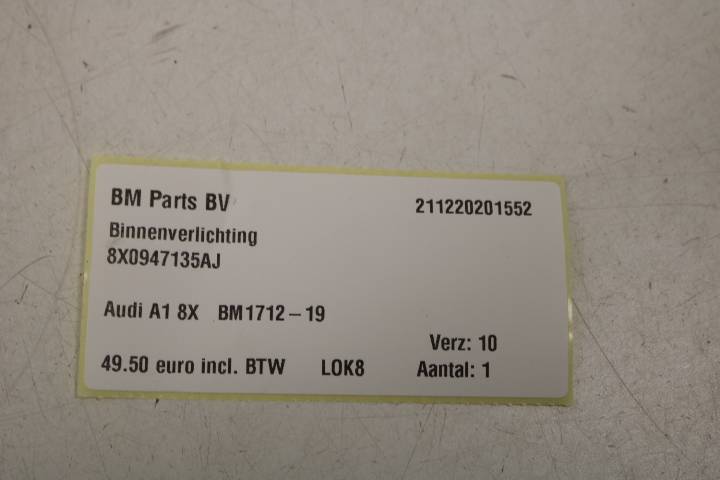 BM Parts BV 211220201552
Binnenverlichting
8X0947135AJ
Audi A1 8X BM1712–19
Verz: 10
49.50 euro incl. BTW LOK8 Aantal: 1